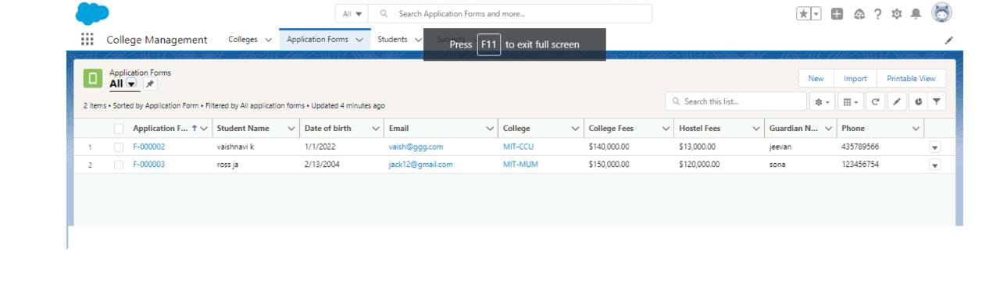 All Search Application Forms and more...
College Management Colleges Application Forms Students
Press F11 to exit full screen
Application Forms
All
New Import Printable View
2 items • Sorted by Application Form • Filtered by All application forms • Updated 4 minutes ago
Search this list...
Application F... Student Name Date of birth Email College College Fees Hostel Fees Guardian N... Phone
1 F-000002 vaishnavi k 1/1/2022 vaish@ggg.com MIT-CCU $140,000.00 $13,000.00 jeevan 435789566
2 F-000003 ross ja 2/13/2004 jack12@gmail.com MIT-MUM $150,000.00 $120,000.00 sona 123456754